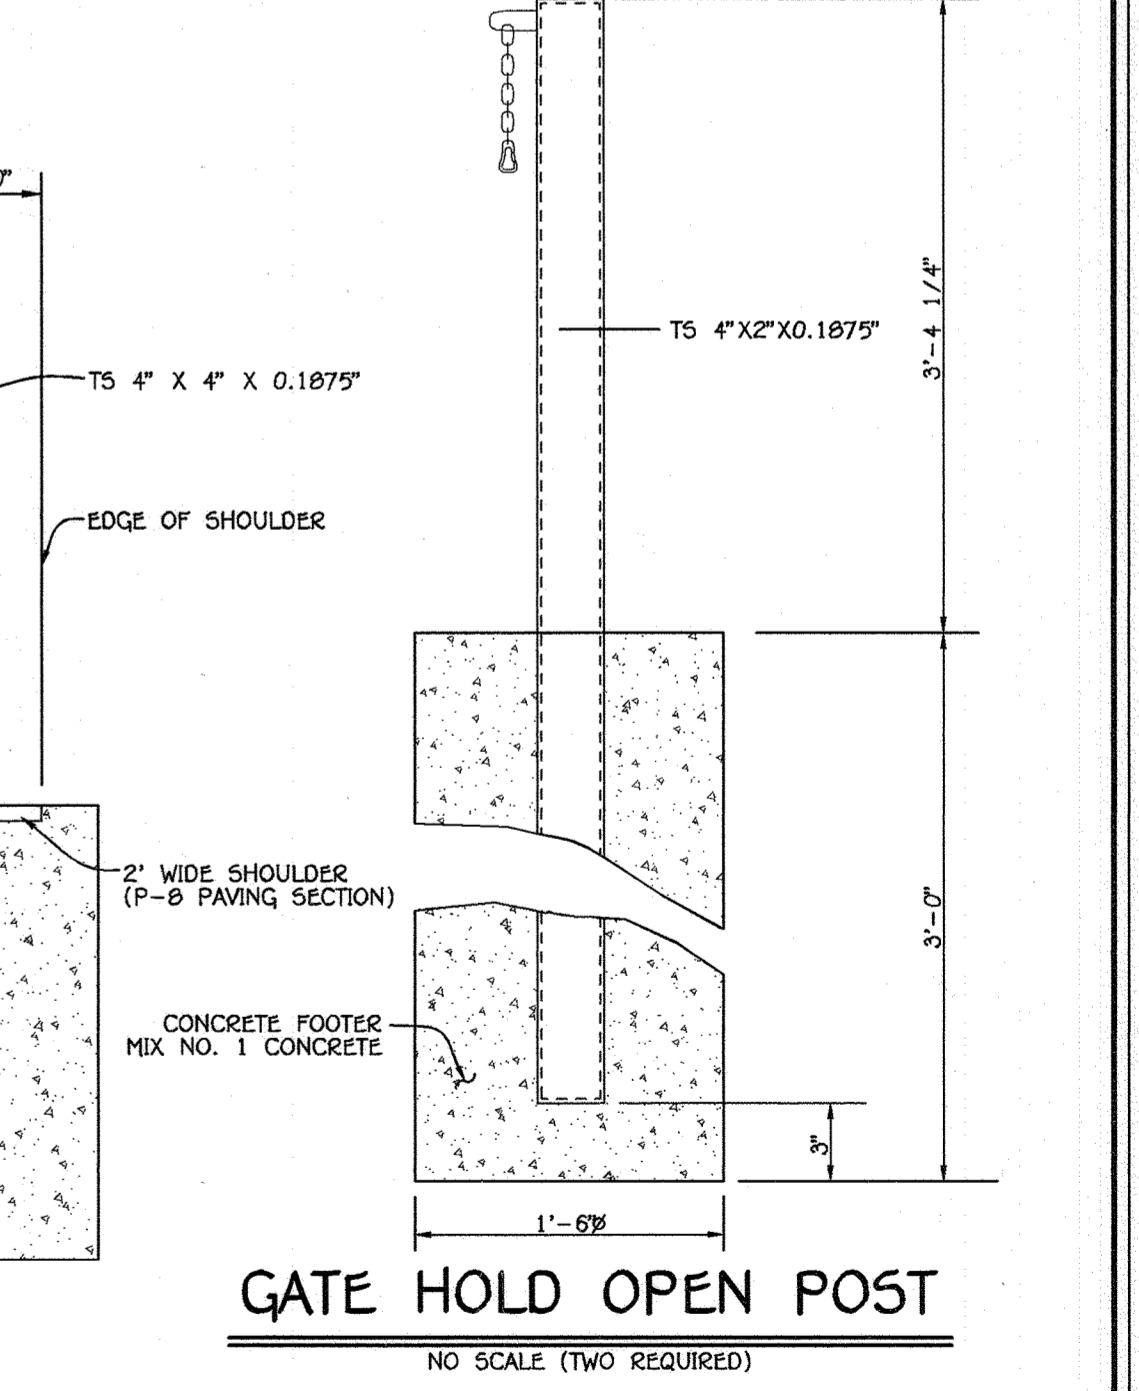 TS 4"X2"X0.1875"
3'-4 1/4"
TS 4" X 4" X 0.1875"
EDGE OF SHOULDER
2' WIDE SHOULDER
(P-8 PAVING SECTION)
3'-0"
CONCRETE FOOTER
MIX NO. 1 CONCRETE
3"
1'-6"Ø
GATE HOLD OPEN POST
NO SCALE (TWO REQUIRED)